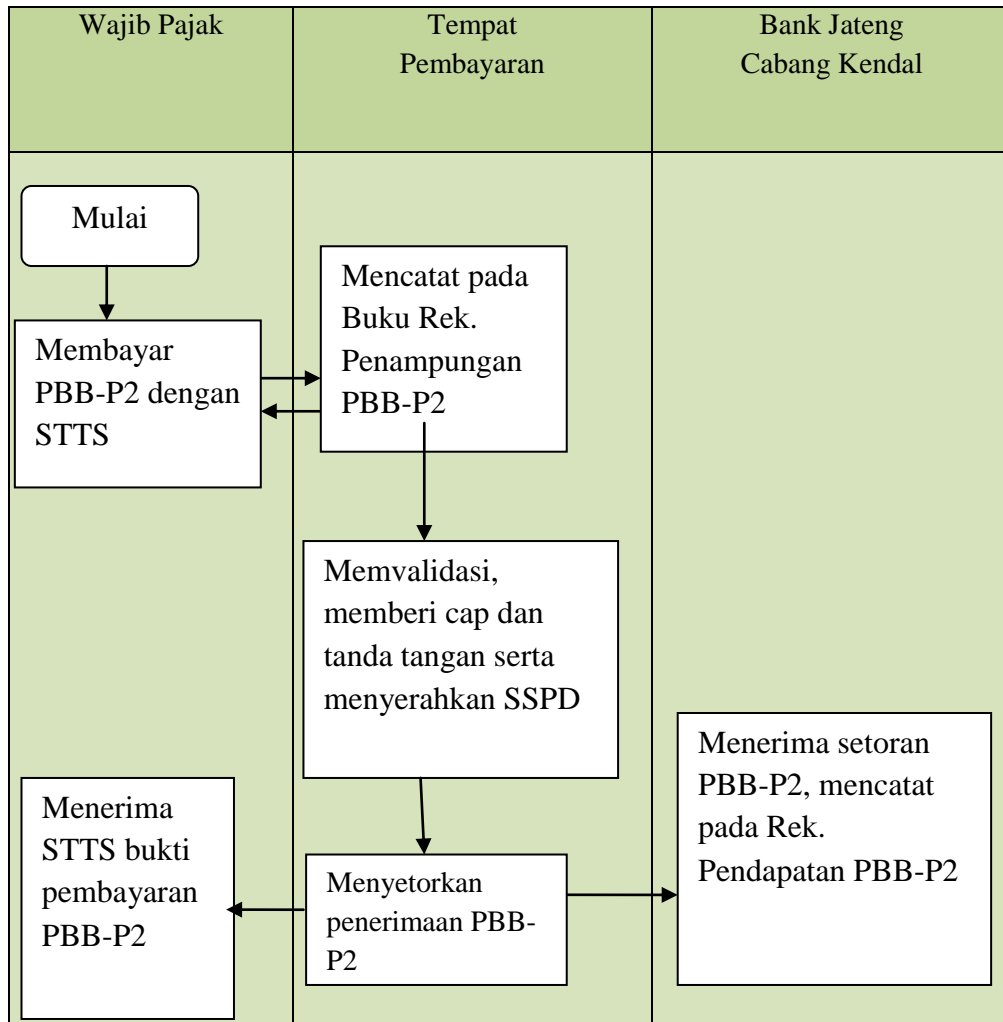 Wajib Pajak
Tempat
Pembayaran
Bank Jateng
Cabang Kendal
Mulai
Membayar
PBB-P2 dengan
STTS
Mencatat pada
Buku Rek.
Penampungan
PBB-P2
Memvalidasi,
memberi cap dan
tanda tangan serta
menyerahkan SSPD
Menerima setoran
PBB-P2, mencatat
pada Rek.
Pendapatan PBB-P2
Menerima
STTS bukti
pembayaran
PBB-P2
Menyetorkan
penerimaan PBB-
P2